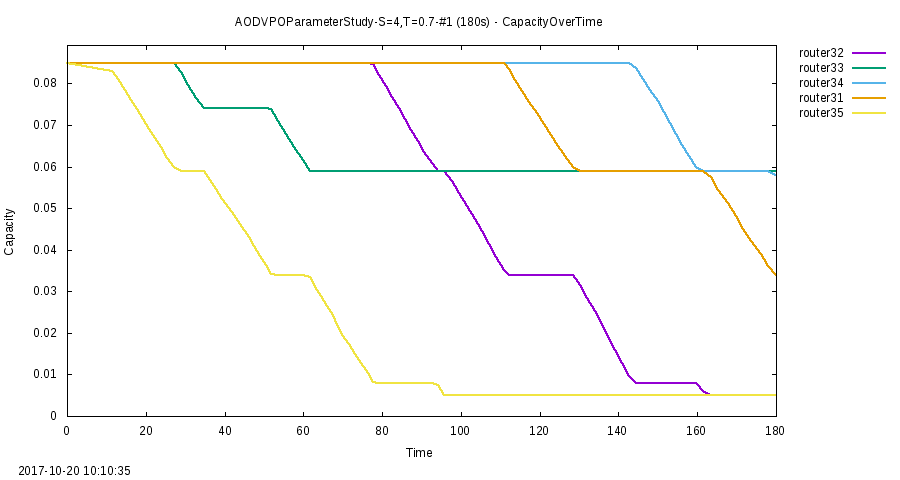 AODVPOParameterStudy-S=4,T=0.7-#1 (180s) - CapacityOverTime
router32
router33
router34
router31
router35
0.08
0.07
0.06
0.05
0.04
0.03
0.02
0.01
0
Capacity
0 20 40 60 80 100 120 140 160 180
Time
2017-10-20 10:10:35